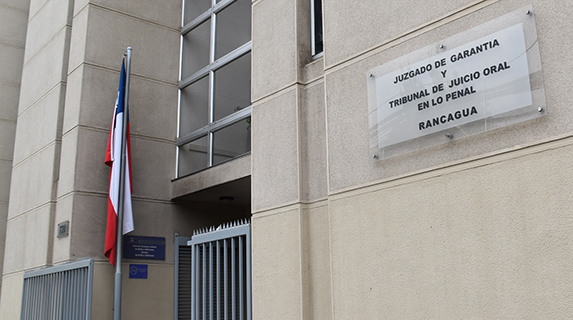 JUZGADO DE GARANTIA
Y
TRIBUNAL DE JUICIO ORAL
EN LO PENAL
RANCAGUA